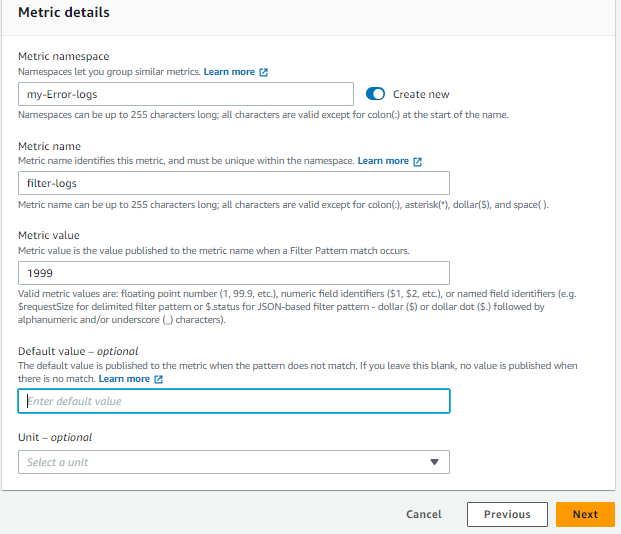 Metric details
Metric namespace
Namespaces let you group similar metrics. Learn more
my-Error-logs
Create new
Namespaces can be up to 255 characters long; all characters are valid except for colon(:) at the start of the name.
Metric name
Metric name identifies this metric, and must be unique within the namespace. Learn more
filter-logs
Metric name can be up to 255 characters long; all characters are valid except for colon(:), asterisk(*), dollar($), and space( ).
Metric value
Metric value is the value published to the metric name when a Filter Pattern match occurs.
1999
Valid metric values are: floating point number (1, 99.9, etc.), numeric field identifiers ($1, $2, etc.), or named field identifiers (e.g.
$requestSize for delimited filter pattern or $.status for JSON-based filter pattern - dollar ($) or dollar dot ($.) followed by
alphanumeric and/or underscore (_) characters).
Default value – optional
The default value is published to the metric when the pattern does not match. If you leave this blank, no value is published when
there is no match. Learn more
Enter default value
Unit – optional
Select a unit
Cancel
Previous
Next